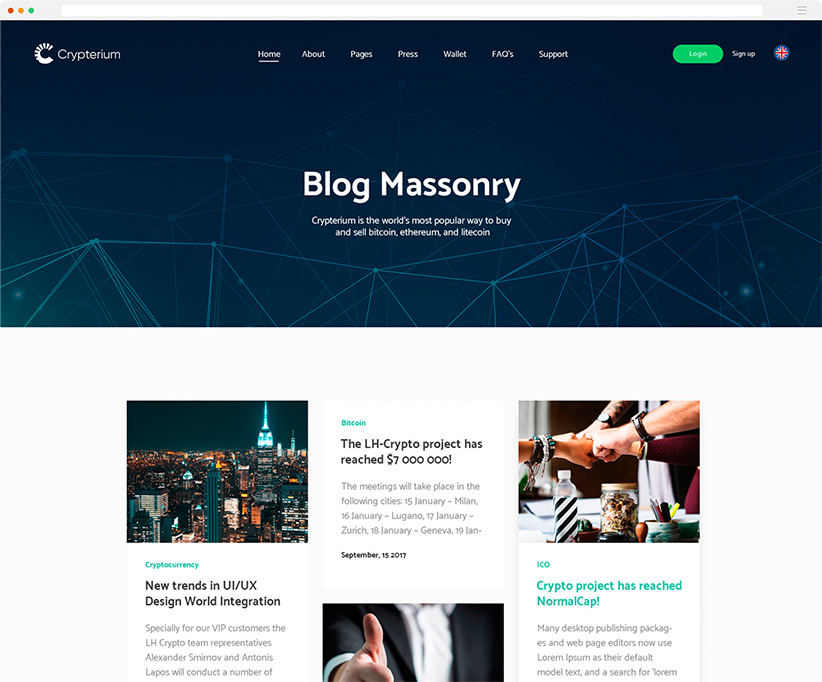 Crypterium
Home About Pages Press Wallet FAQ's Support
Login Sign up
Blog Massonry
Crypterium is the world's most popular way to buy
and sell bitcoin, ethereum, and litecoin
Cryptocurrency
New trends in UI/UX
Design World Integration
Specially for our VIP customers the
LH Crypto team representatives
Alexander Smirnov and Antonis
Lapos will conduct a number of
Bitcoin
The LH-Crypto project has
reached $7 000 000!
The meetings will take place in the
following cities: 15 January – Milan,
16 January – Lugano, 17 January –
Zurich, 18 January – Geneva, 19 Jan-
September, 15 2017
ICO
Crypto project has reached
NormalCap!
Many desktop publishing packag-
es and web page editors now use
Lorem Ipsum as their default
model text, and a search for 'lorem